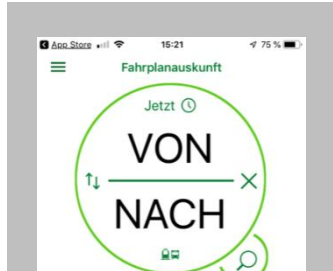 App Store 15:21 75 %
Fahrplanauskunft
Jetzt
VON
NACH